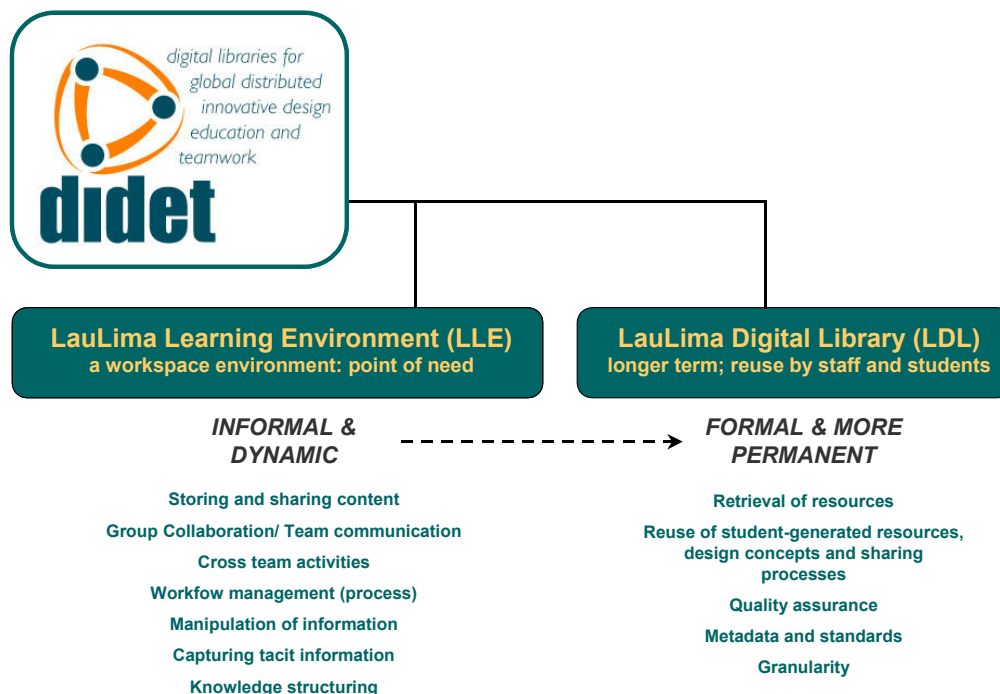 digital libraries for
global distributed
innovative design
education and
teamwork
didet
LauLima Learning Environment (LLE)
a workspace environment: point of need
LauLima Digital Library (LDL)
longer term; reuse by staff and students
INFORMAL &
DYNAMIC
FORMAL & MORE
PERMANENT
Storing and sharing content
Group Collaboration/ Team communication
Cross team activities
Workfow management (process)
Manipulation of information
Capturing tacit information
Knowledge structuring
Retrieval of resources
Reuse of student-generated resources,
design concepts and sharing
processes
Quality assurance
Metadata and standards
Granularity